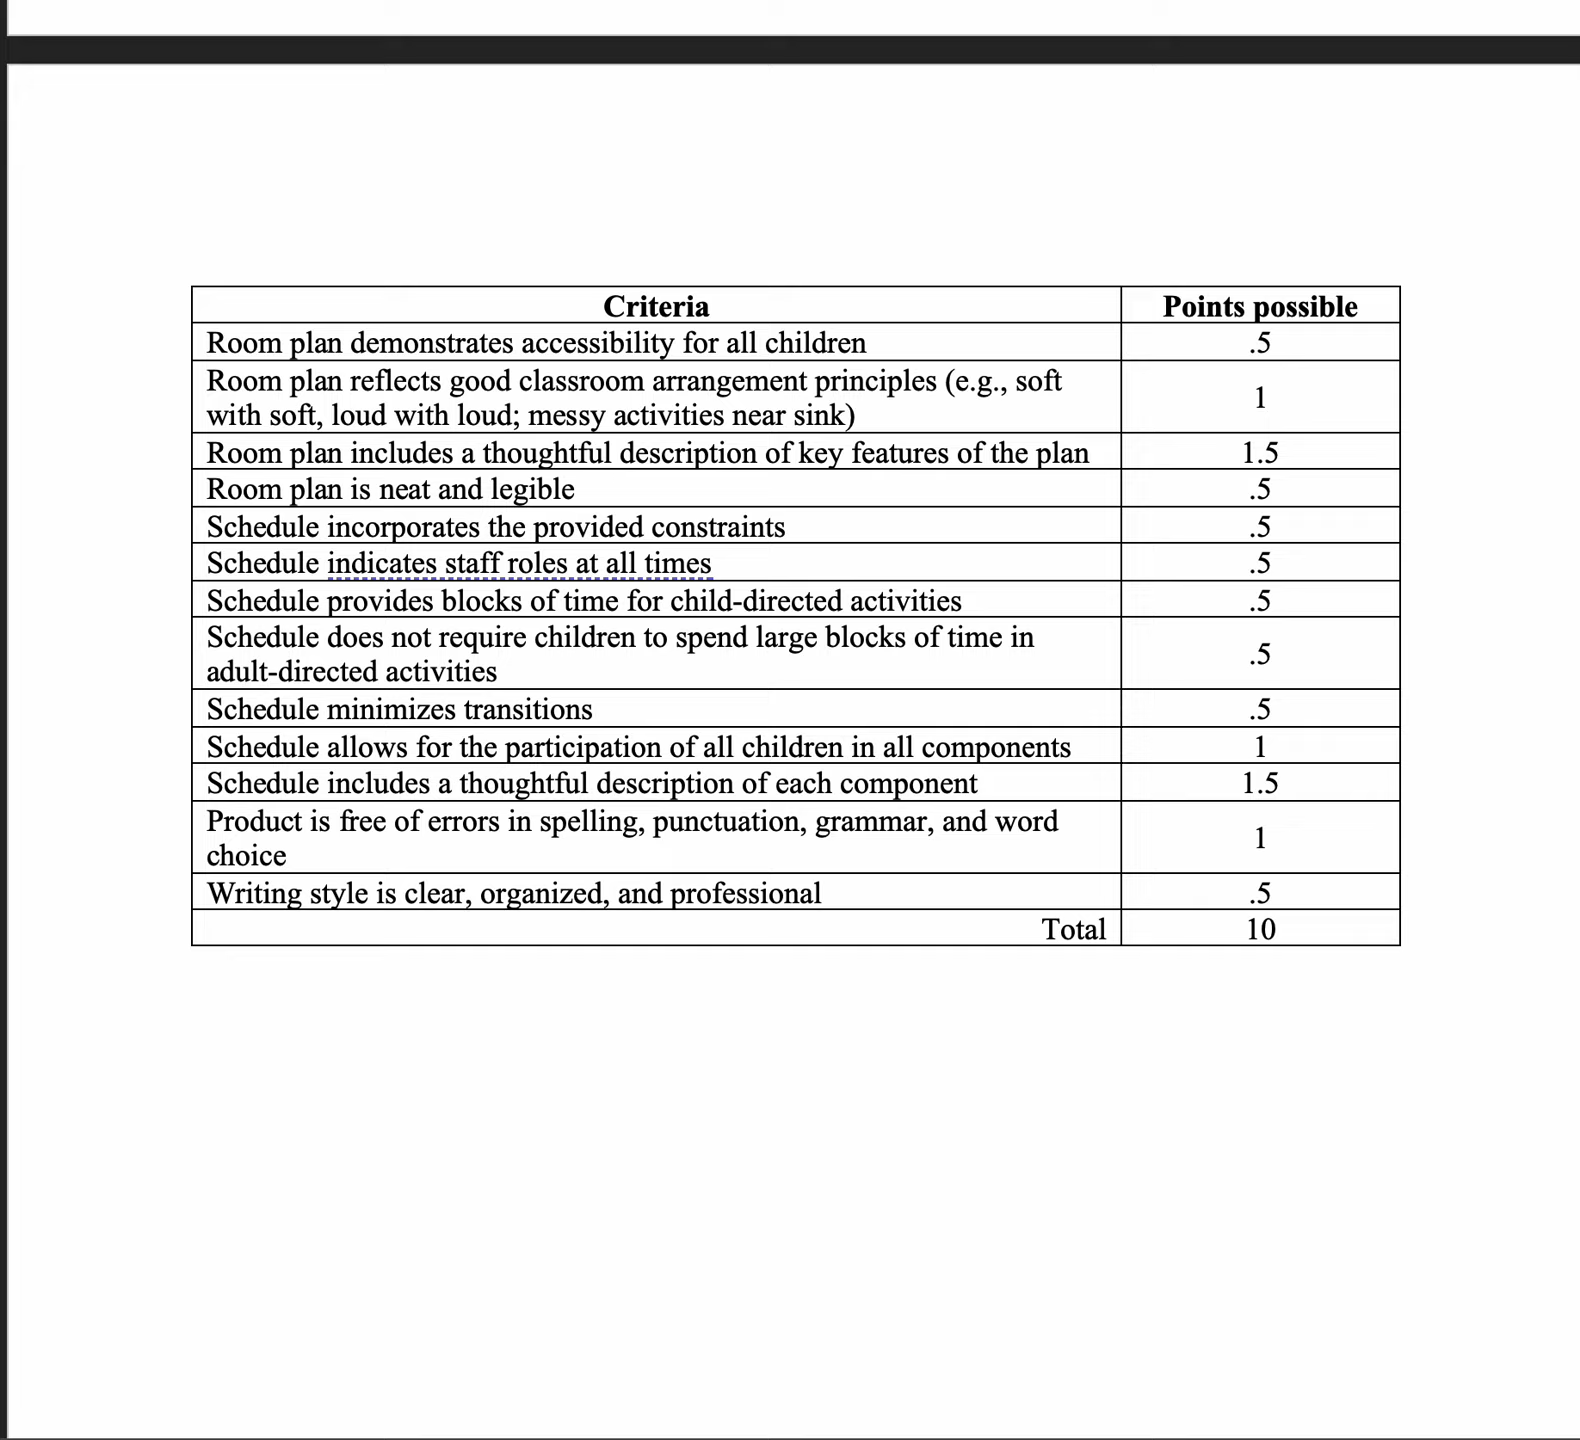 Criteria Points possible
Room plan demonstrates accessibility for all children .5
Room plan reflects good classroom arrangement principles (e.g., soft
with soft, loud with loud; messy activities near sink) 1
Room plan includes a thoughtful description of key features of the plan 1.5
Room plan is neat and legible .5
Schedule incorporates the provided constraints .5
Schedule indicates staff roles at all times .5
Schedule provides blocks of time for child-directed activities .5
Schedule does not require children to spend large blocks of time in
adult-directed activities .5
Schedule minimizes transitions .5
Schedule allows for the participation of all children in all components 1
Schedule includes a thoughtful description of each component 1.5
Product is free of errors in spelling, punctuation, grammar, and word
choice 1
Writing style is clear, organized, and professional .5
Total 10